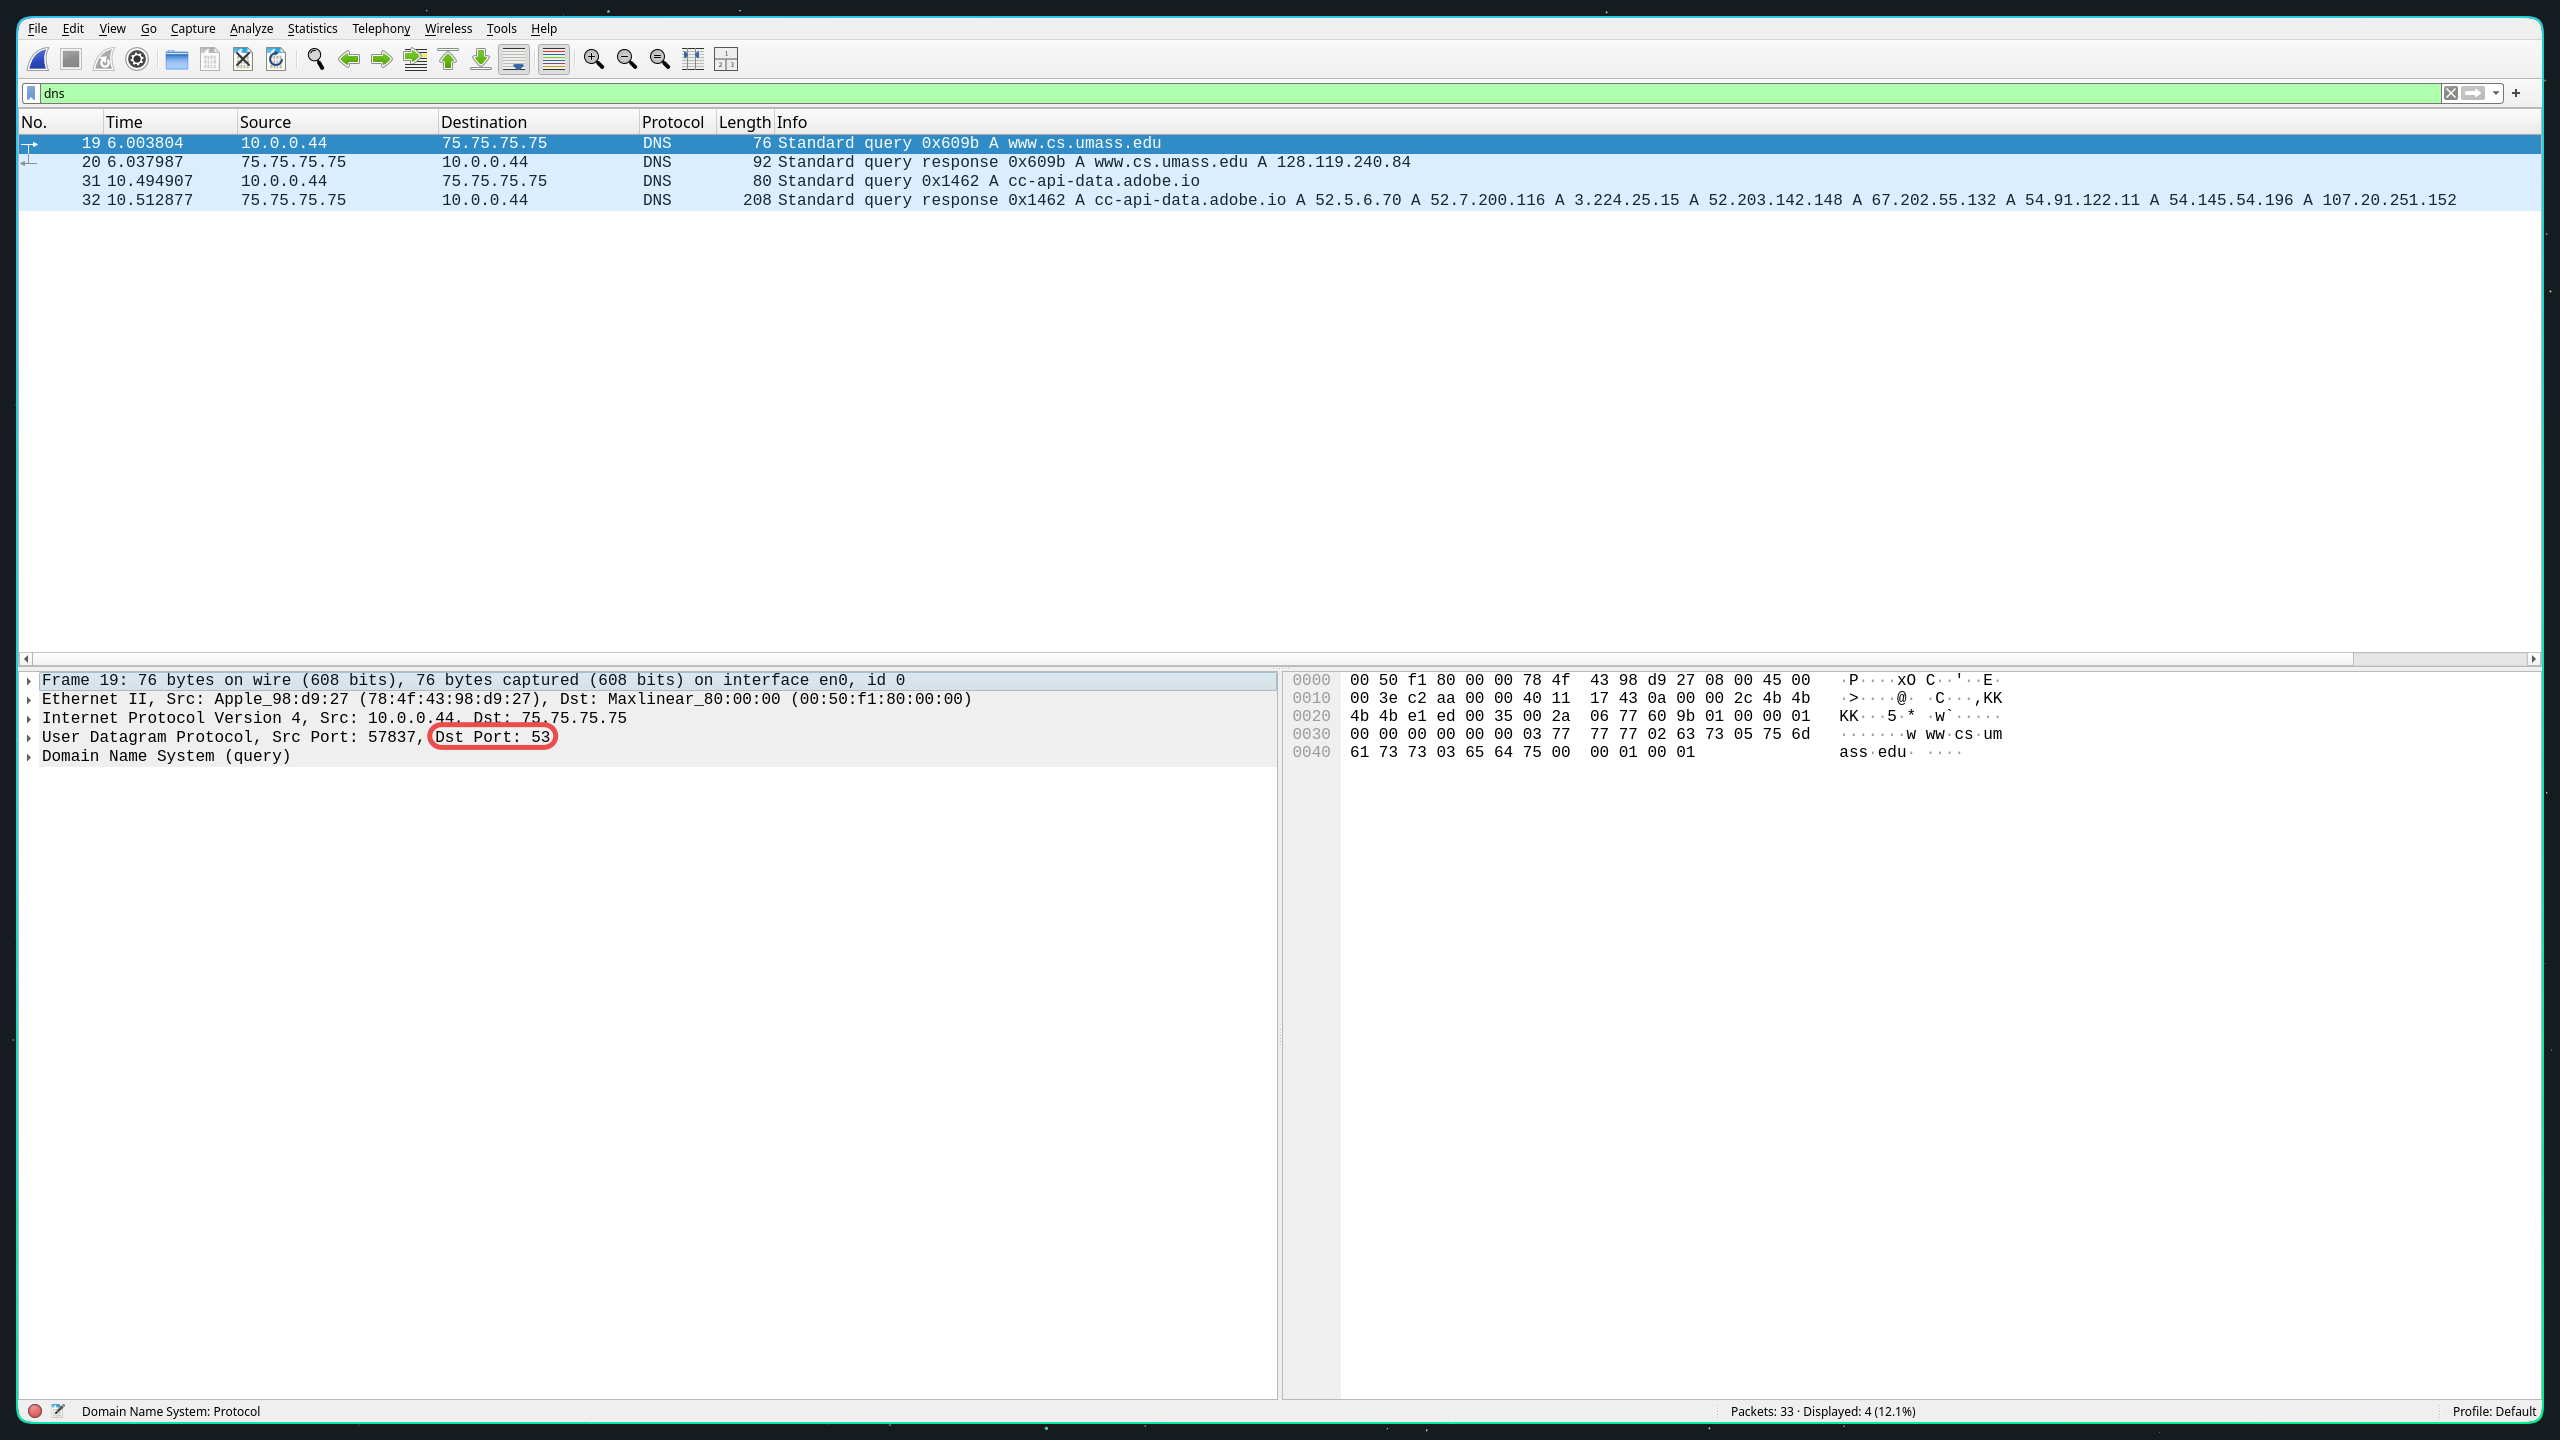 File Edit View Go Capture Analyze Statistics Telephony Wireless Tools Help
dns
No. Time Source Destination Protocol Length Info
19 6.003804 10.0.0.44 75.75.75.75 DNS 76 Standard query 0x609b A www.cs.umass.edu
20 6.037987 75.75.75.75 10.0.0.44 DNS 92 Standard query response 0x609b A www.cs.umass.edu A 128.119.240.84
31 10.494907 10.0.0.44 75.75.75.75 DNS 80 Standard query 0x1462 A cc-api-data.adobe.io
32 10.512877 75.75.75.75 10.0.0.44 DNS 208 Standard query response 0x1462 A cc-api-data.adobe.io A 52.5.6.70 A 52.7.200.116 A 3.224.25.15 A 52.203.142.148 A 67.202.55.132 A 54.91.122.11 A 54.145.54.196 A 107.20.251.152
Frame 19: 76 bytes on wire (608 bits), 76 bytes captured (608 bits) on interface en0, id 0
Ethernet II, Src: Apple_98:d9:27 (78:4f:43:98:d9:27), Dst: Maxlinear_80:00:00 (00:50:f1:80:00:00)
Internet Protocol Version 4, Src: 10.0.0.44, Dst: 75.75.75.75
User Datagram Protocol, Src Port: 57837, Dst Port: 53
Domain Name System (query)
0000 00 50 f1 80 00 00 78 4f 43 98 d9 27 08 00 45 00 ·P····xO C··'··E·
0010 00 3e c2 aa 00 00 40 11 17 43 0a 00 00 2c 4b 4b ·>····@· ·C···,KK
0020 4b 4b e1 ed 00 35 00 2a 06 77 60 9b 01 00 00 01 KK···5·* ·w`·····
0030 00 00 00 00 00 00 03 77 77 77 02 63 73 05 75 6d ·······w ww·cs·um
0040 61 73 73 03 65 64 75 00 00 01 00 01 ass·edu· ····
Domain Name System: Protocol
Packets: 33 · Displayed: 4 (12.1%)
Profile: Default